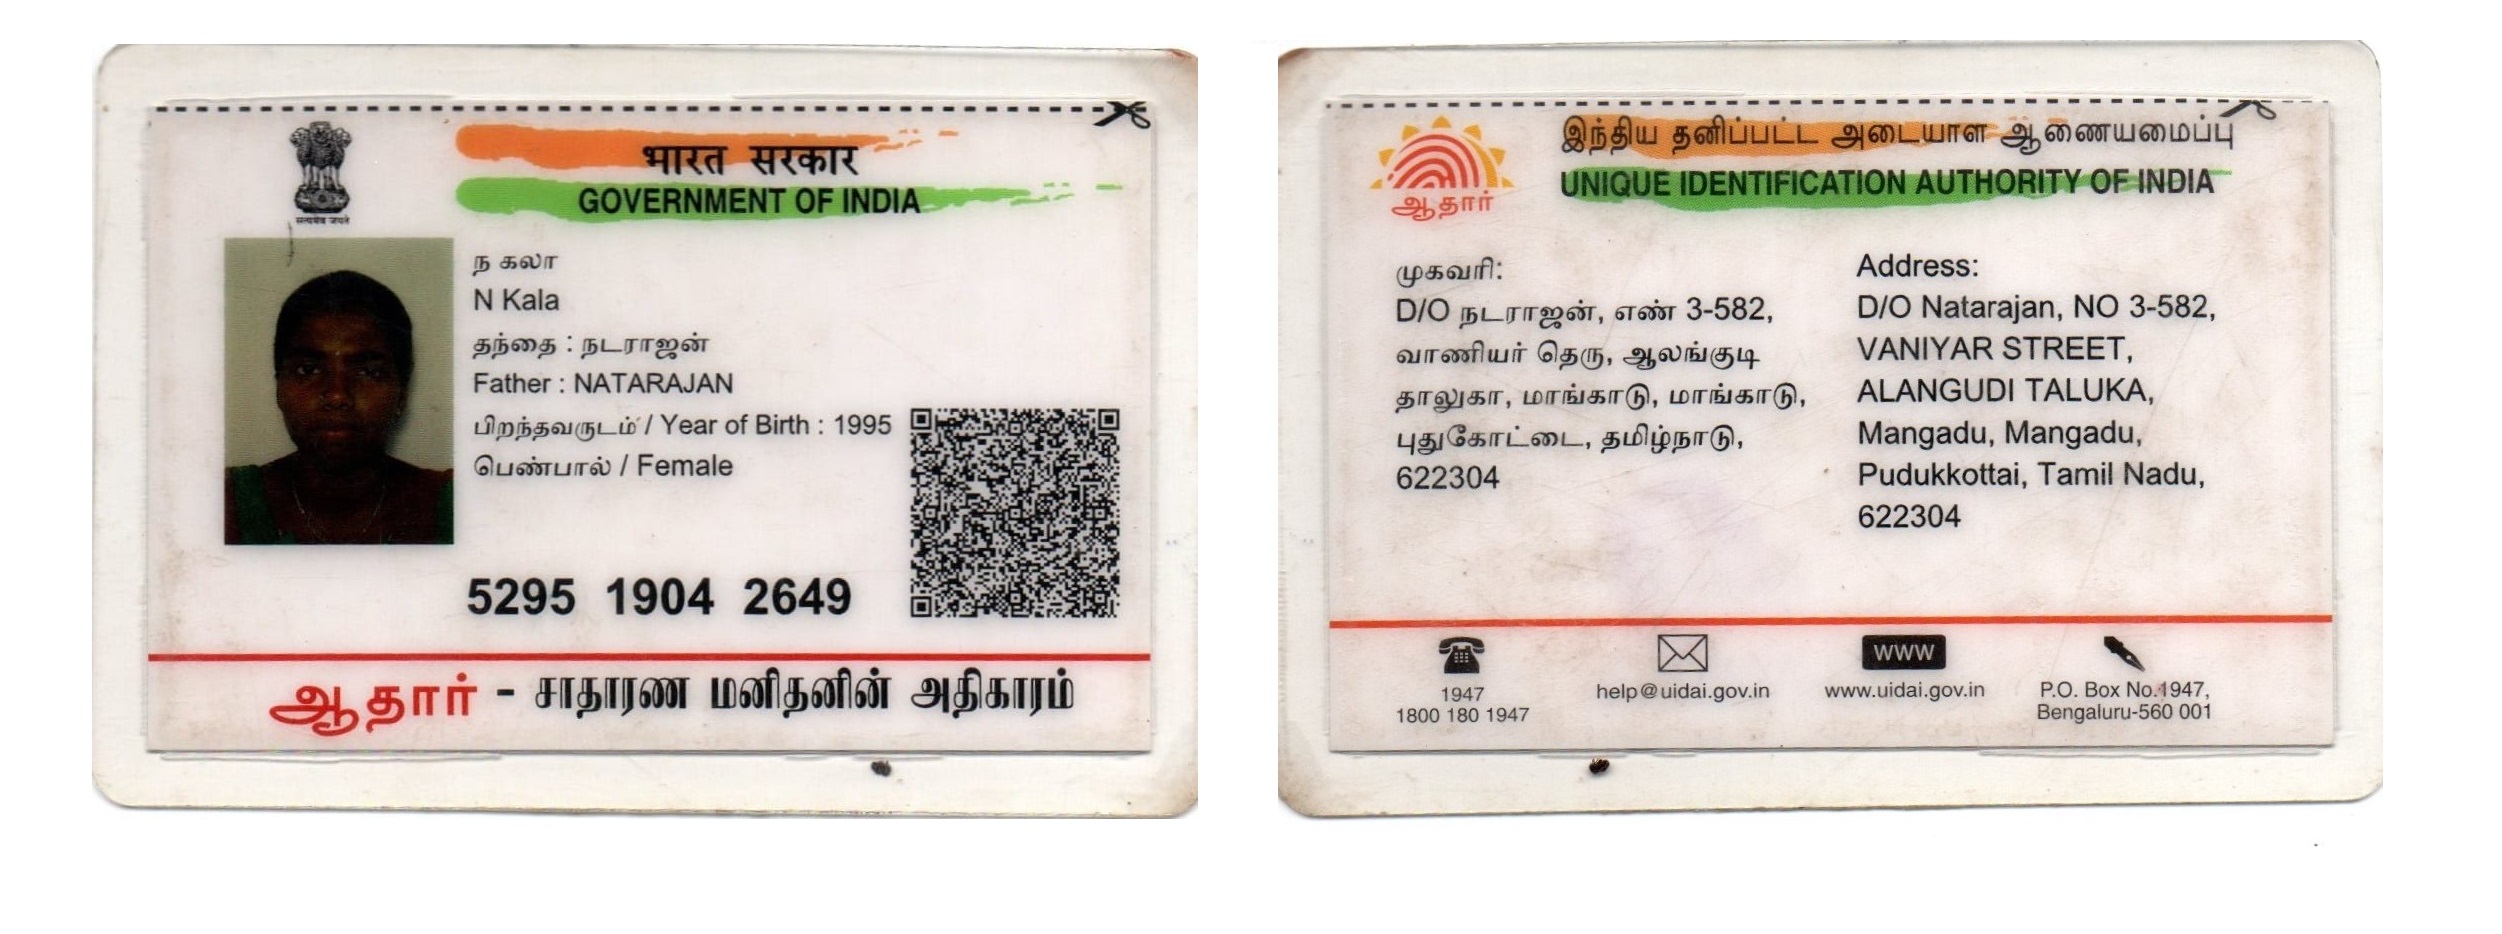 भारत सरकार
GOVERNMENT OF INDIA
सत्यमेव जयते
ந கலா
N Kala
தந்தை : நடராஜன்
Father : NATARAJAN
பிறந்தவருடம் / Year of Birth : 1995
பெண்பால் / Female
5295 1904 2649
ஆதார் - சாதாரண மனிதனின் அதிகாரம்
இந்திய தனிப்பட்ட அடையாள ஆணையமைப்பு
UNIQUE IDENTIFICATION AUTHORITY OF INDIA
ஆதார்
முகவரி:
D/O நடராஜன், எண் 3-582,
வாணியர் தெரு, ஆலங்குடி
தாலுகா, மாங்காடு, மாங்காடு,
புதுகோட்டை, தமிழ்நாடு,
622304
Address:
D/O Natarajan, NO 3-582,
VANIYAR STREET,
ALANGUDI TALUKA,
Mangadu, Mangadu,
Pudukkottai, Tamil Nadu,
622304
1947
1800 180 1947
help@uidai.gov.in
www
www.uidai.gov.in
P.O. Box No.1947,
Bengaluru-560 001